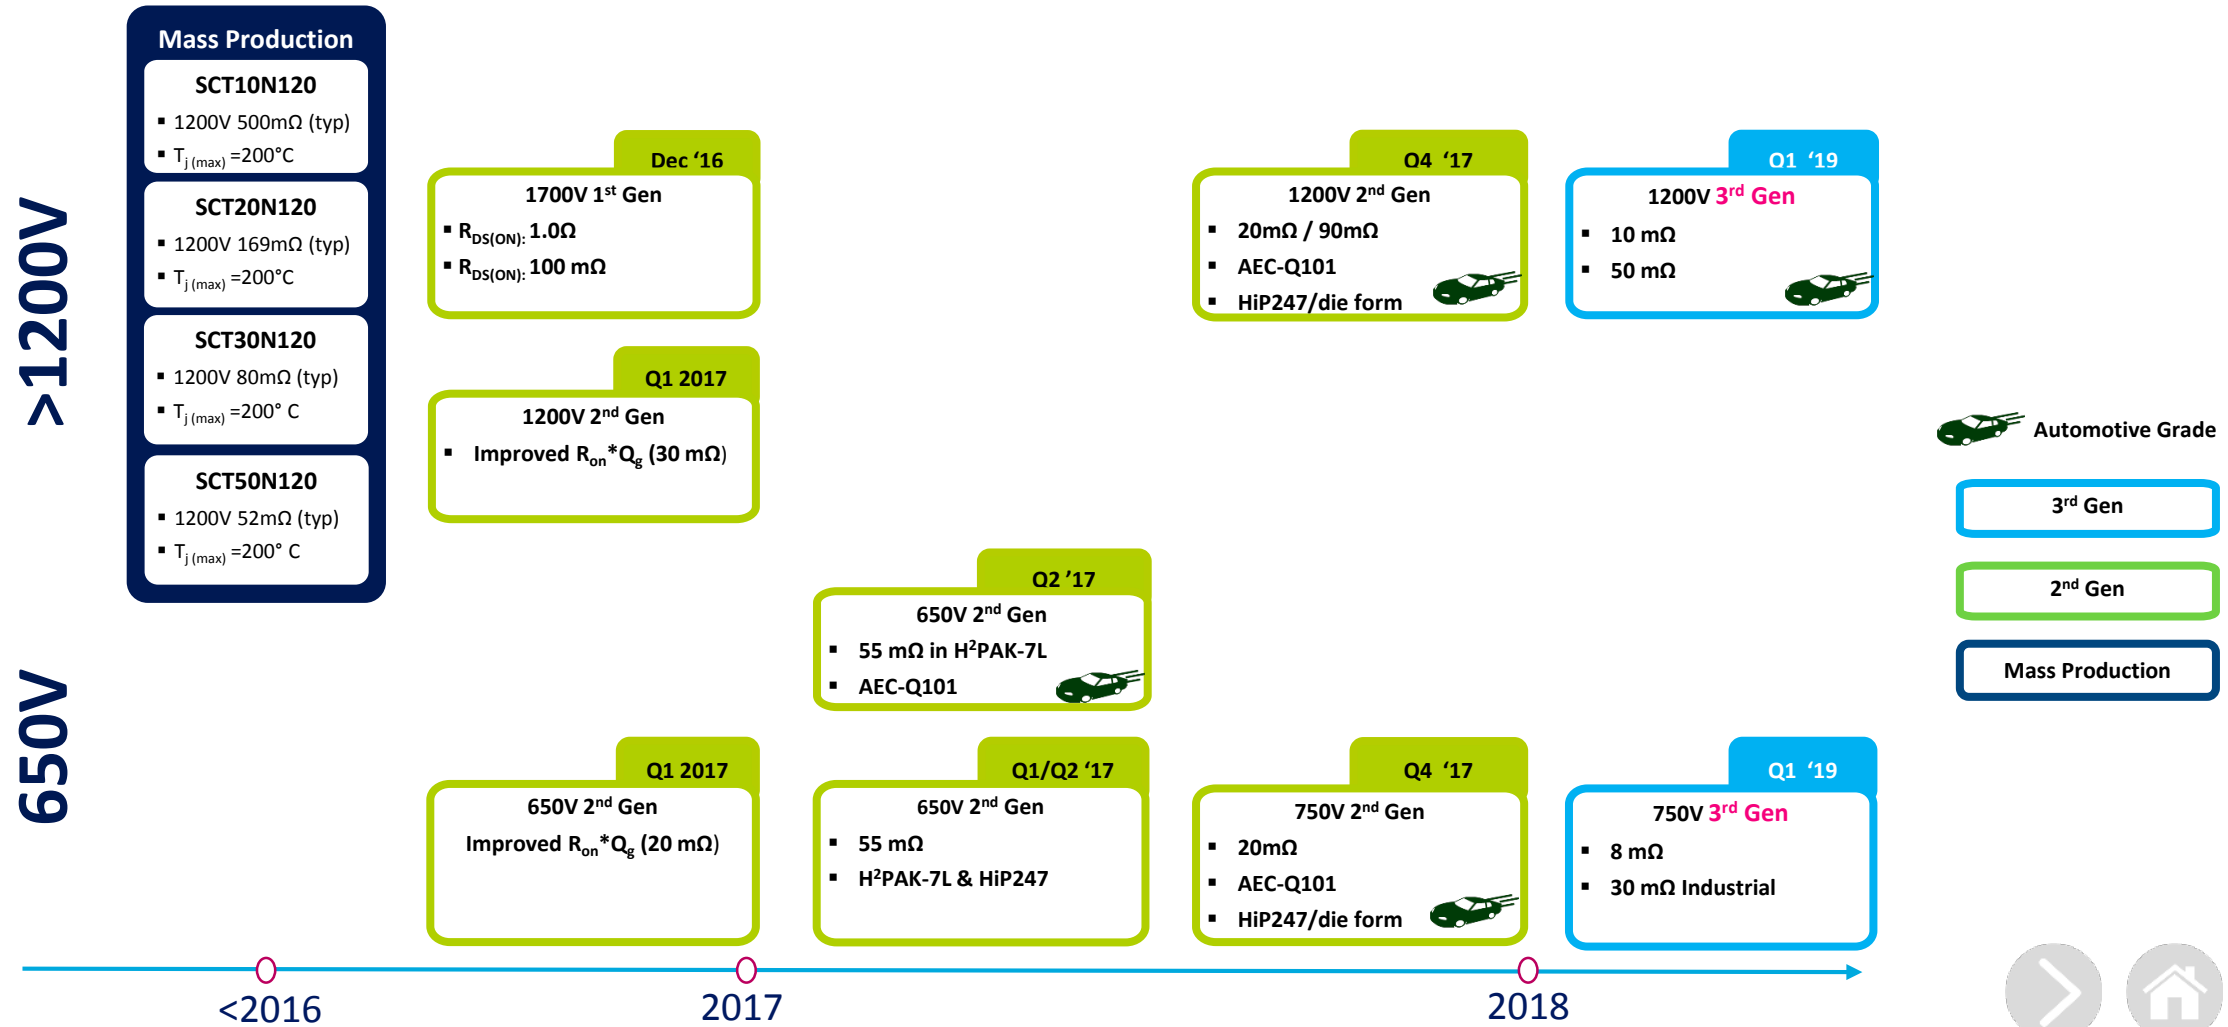 >1200V
650V
Mass Production
SCT10N120
▪ 1200V 500mΩ (typ)
▪ Tj (max) =200°C
SCT20N120
▪ 1200V 169mΩ (typ)
▪ Tj (max) =200°C
SCT30N120
▪ 1200V 80mΩ (typ)
▪ Tj (max) =200° C
SCT50N120
▪ 1200V 52mΩ (typ)
▪ Tj (max) =200° C
Dec ‘16
1700V 1st Gen
▪ RDS(ON): 1.0Ω
▪ RDS(ON): 100 mΩ
Q1 2017
1200V 2nd Gen
▪ Improved Ron*Qg (30 mΩ)
Q4 ‘17
1200V 2nd Gen
▪ 20mΩ / 90mΩ
▪ AEC-Q101
▪ HiP247/die form
Q1 ‘19
1200V 3rd Gen
▪ 10 mΩ
▪ 50 mΩ
Q2 ’17
650V 2nd Gen
▪ 55 mΩ in H2PAK-7L
▪ AEC-Q101
Q1 2017
650V 2nd Gen
Improved Ron*Qg (20 mΩ)
Q1/Q2 ‘17
650V 2nd Gen
▪ 55 mΩ
▪ H2PAK-7L & HiP247
Q4 ‘17
750V 2nd Gen
▪ 20mΩ
▪ AEC-Q101
▪ HiP247/die form
Q1 ‘19
750V 3rd Gen
▪ 8 mΩ
▪ 30 mΩ Industrial
Automotive Grade
3rd Gen
2nd Gen
Mass Production
<2016
2017
2018